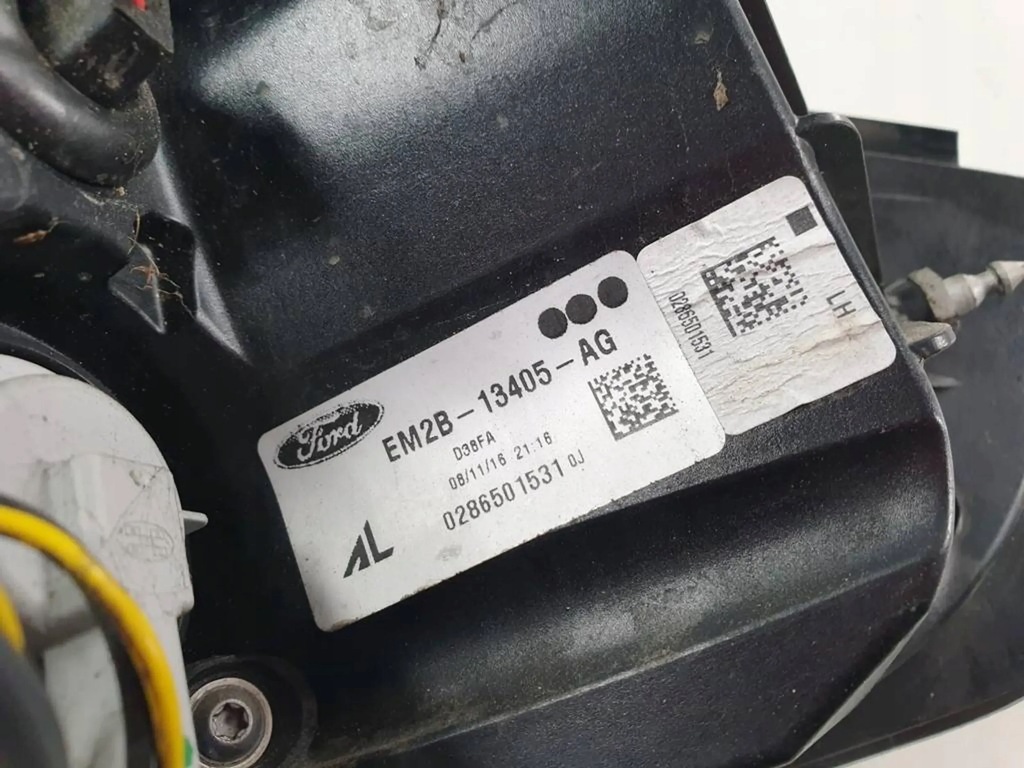 Ford
EM2B-13405-AG
D38FA
08/11/16 21:16
0286501531 0J
AL
0286501531
LH